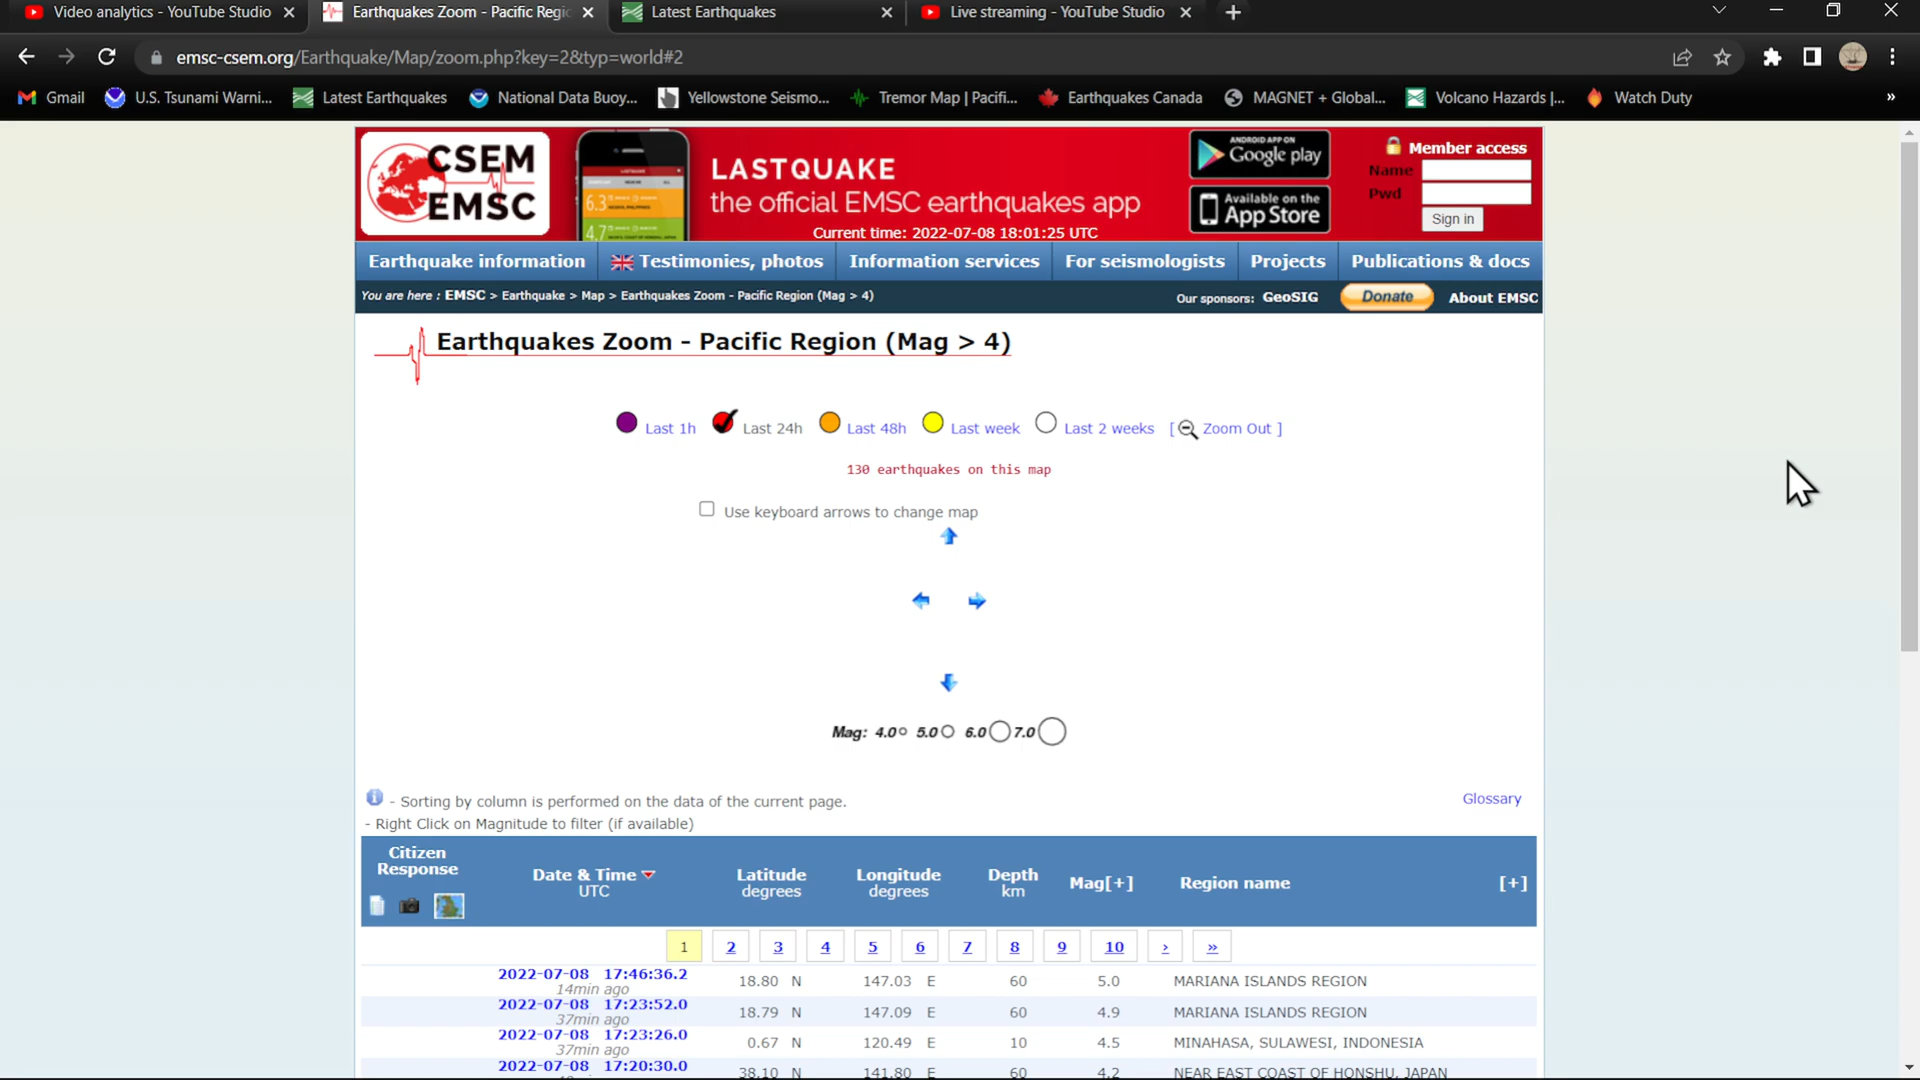 Video analytics - YouTube Studio
Earthquakes Zoom - Pacific Regic
Latest Earthquakes
Live streaming - YouTube Studio
emsc-csem.org/Earthquake/Map/zoom.php?key=2&typ=world#2
Gmail
U.S. Tsunami Warni...
Latest Earthquakes
National Data Buoy...
Yellowstone Seismo...
Tremor Map | Pacifi...
Earthquakes Canada
MAGNET + Global...
Volcano Hazards |...
Watch Duty
»
CSEM
EMSC
6.3
4.7
LASTQUAKE
the official EMSC earthquakes app
Current time: 2022-07-08 18:01:25 UTC
ANDROID APP ON
Google play
Available on the
App Store
Member access
Name
Pwd
Sign in
Earthquake information
Testimonies, photos
Information services
For seismologists
Projects
Publications & docs
You are here : EMSC > Earthquake > Map > Earthquakes Zoom - Pacific Region (Mag > 4)
Our sponsors: GeoSIG
Donate
About EMSC
Earthquakes Zoom - Pacific Region (Mag > 4)
Last 1h Last 24h Last 48h Last week Last 2 weeks [ Zoom Out ]
130 earthquakes on this map
Use keyboard arrows to change map
Mag: 4.0 5.0 6.0 7.0
- Sorting by column is performed on the data of the current page.
Glossary
- Right Click on Magnitude to filter (if available)
Citizen
Response
Date & Time
UTC
Latitude
degrees
Longitude
degrees
Depth
km
Mag[+]
Region name
[+]
1 2 3 4 5 6 7 8 9 10 › »
2022-07-08 17:46:36.2 18.80 N 147.03 E 60 5.0 MARIANA ISLANDS REGION
14min ago
2022-07-08 17:23:52.0 18.79 N 147.09 E 60 4.9 MARIANA ISLANDS REGION
37min ago
2022-07-08 17:23:26.0 0.67 N 120.49 E 10 4.5 MINAHASA, SULAWESI, INDONESIA
37min ago
2022-07-08 17:20:30.0 38.10 N 141.80 E 60 4.2 NEAR EAST COAST OF HONSHU, JAPAN